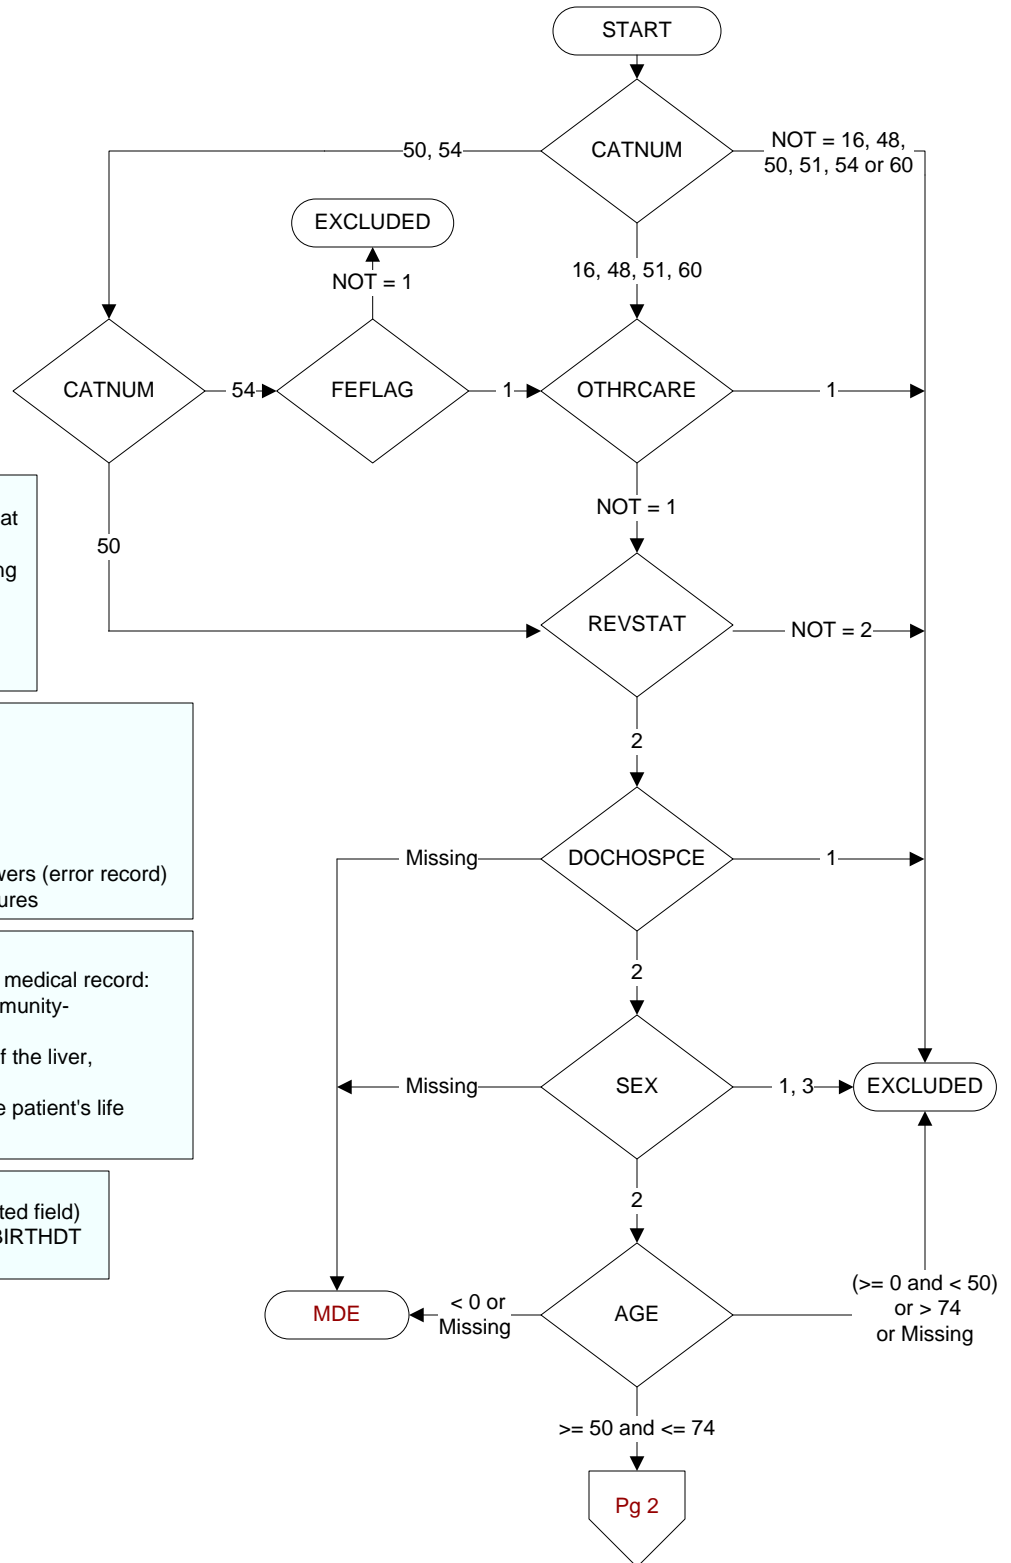 START
CATNUM
50, 54
NOT = 16, 48,
50, 51, 54 or 60
EXCLUDED
NOT = 1
16, 48, 51, 60
CATNUM
54
FEFLAG
1
OTHRCARE
1
NOT = 1
50
at
ng
REVSTAT
NOT = 2
2
Missing
DOCHOSPCE
1
wers (error record)
ures
2
medical record:
munity-
f the liver,
e patient's life
Missing
SEX
1, 3
EXCLUDED
2
ted field)
BIRTHDT
MDE
< 0 or
Missing
AGE
(>= 0 and < 50)
or > 74
or Missing
>= 50 and <= 74
Pg 2